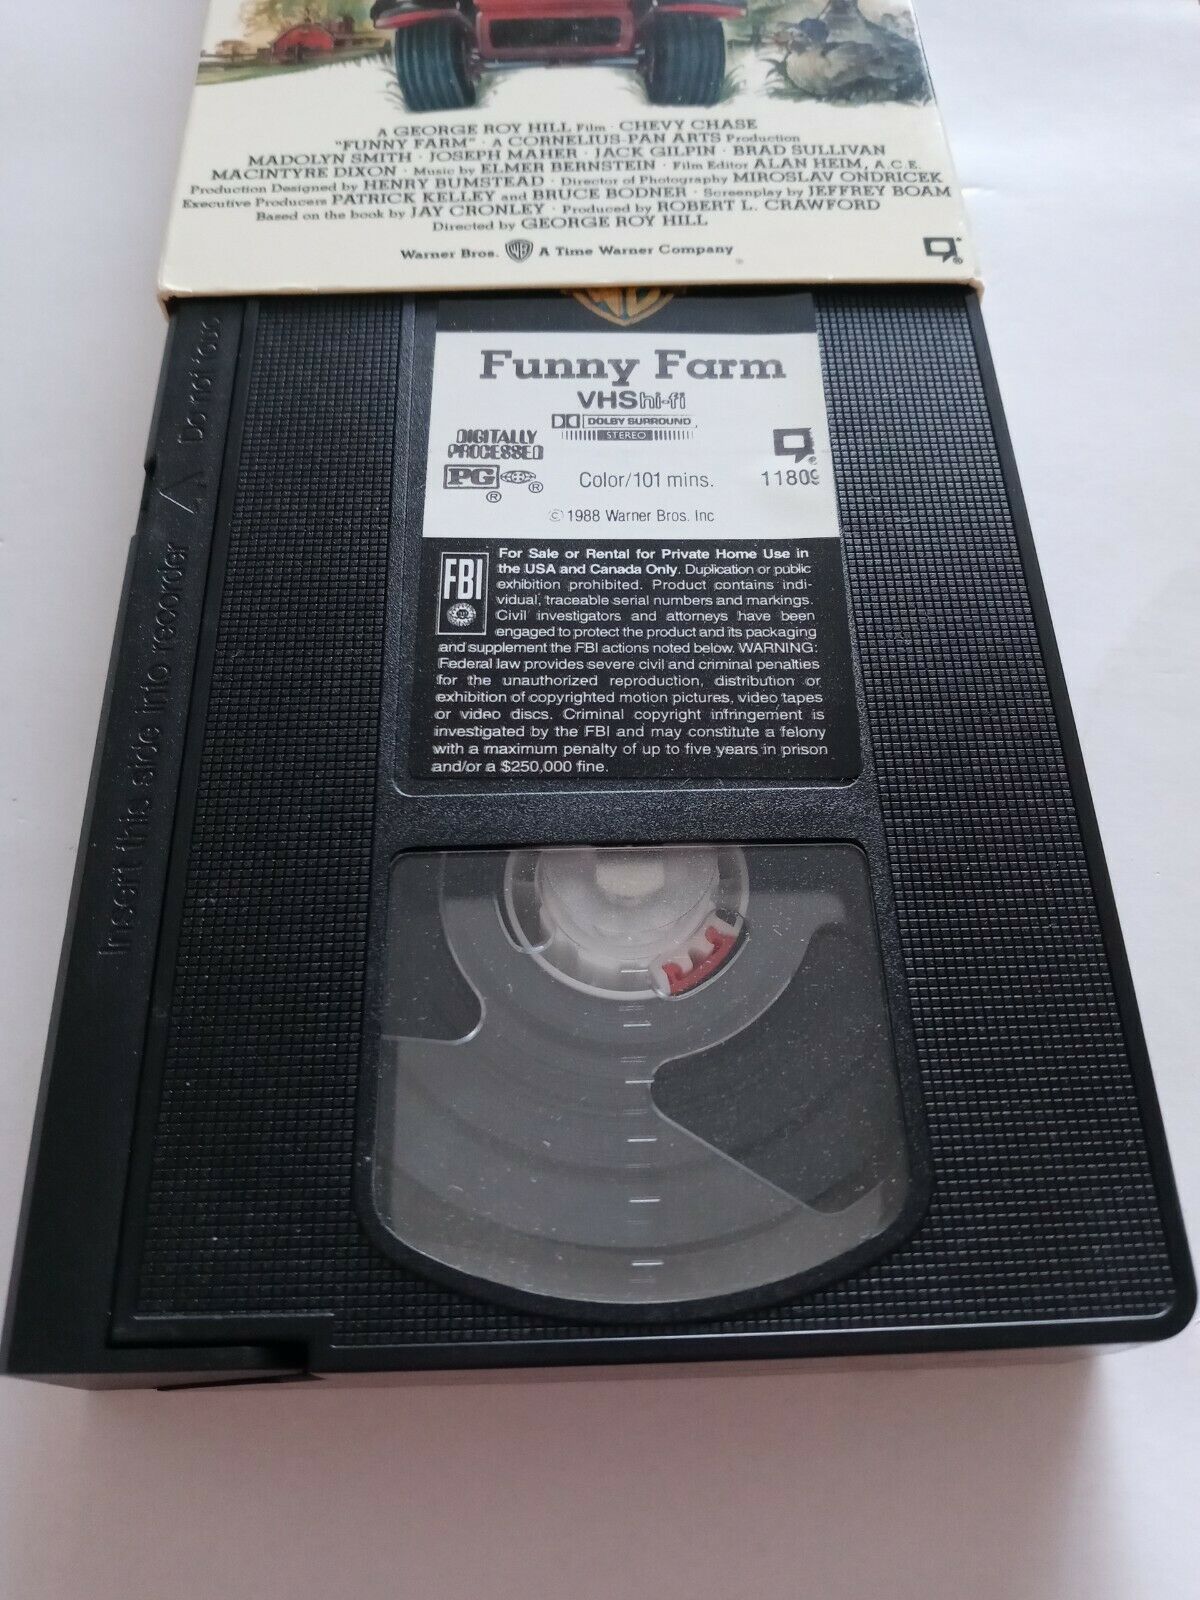 A GEORGE ROY HILL Film · CHEVY CHASE
"FUNNY FARM" · A CORNELIUS-PAN ARTS Production
MADOLYN SMITH · JOSEPH MAHER · JACK GILPIN · BRAD SULLIVAN
MACINTYRE DIXON · Music by ELMER BERNSTEIN · Film Editor ALAN HEIM, A.C.E.
Production Designed by HENRY BUMSTEAD · Director of Photography MIROSLAV ONDRICEK
Executive Producers PATRICK KELLEY and BRUCE BODNER · Screenplay by JEFFREY BOAM
Based on the book by JAY CRONLEY · Produced by ROBERT L. CRAWFORD
Directed by GEORGE ROY HILL
Warner Bros. WB A Time Warner Company ®
®
WB
Funny Farm
VHS hi-fi
DOLBY SURROUND
STEREO
DIGITALLY
PROCESSED
PG ® ®
Color/101 mins.
®
11809
© 1988 Warner Bros. Inc
FBI
For Sale or Rental for Private Home Use in
the USA and Canada Only. Duplication or public
exhibition prohibited. Product contains indi-
vidual, traceable serial numbers and markings.
Civil investigators and attorneys have been
engaged to protect the product and its packaging
and supplement the FBI actions noted below. WARNING:
Federal law provides severe civil and criminal penalties
for the unauthorized reproduction, distribution or
exhibition of copyrighted motion pictures, video tapes
or video discs. Criminal copyright infringement is
investigated by the FBI and may constitute a felony
with a maximum penalty of up to five years in prison
and/or a $250,000 fine.
Insert this side into recorder
Do not touc